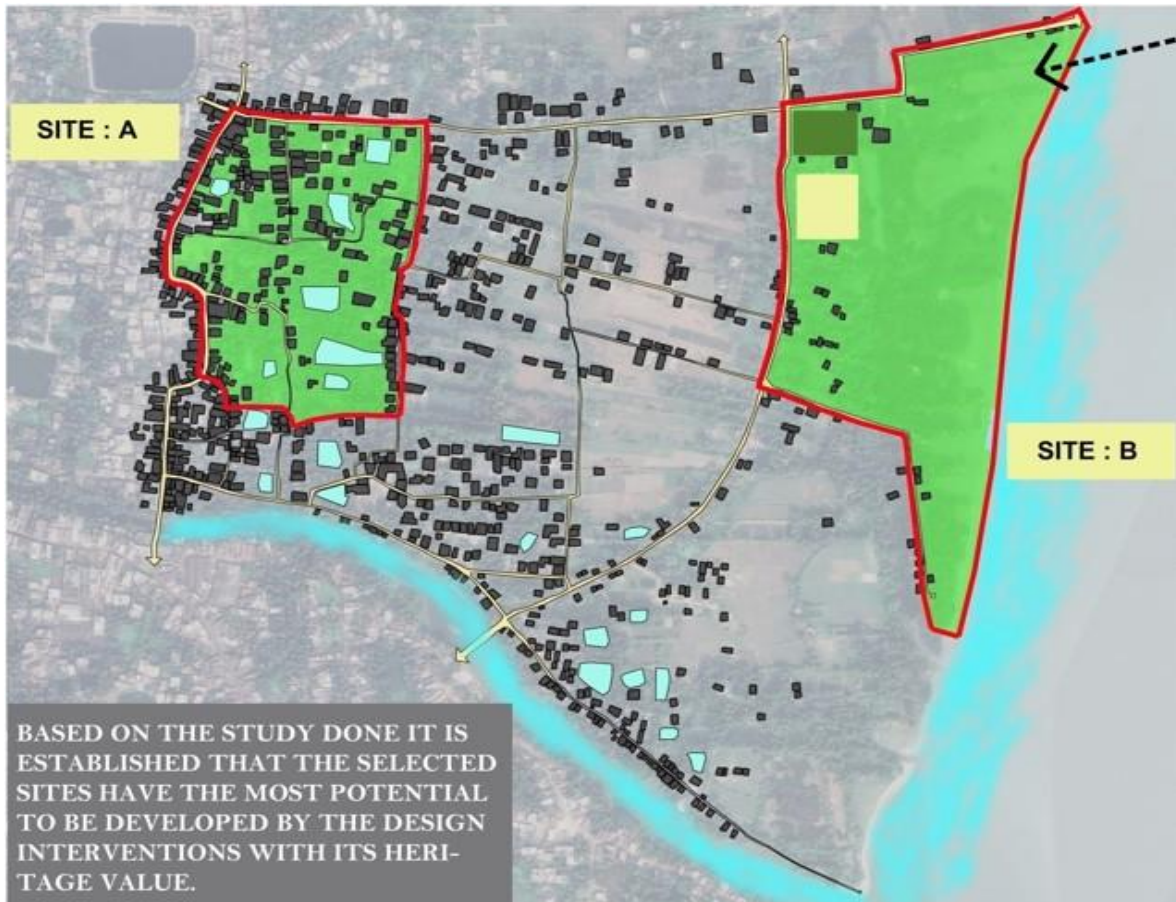 SITE : A
SITE : B
BASED ON THE STUDY DONE IT IS
ESTABLISHED THAT THE SELECTED
SITES HAVE THE MOST POTENTIAL
TO BE DEVELOPED BY THE DESIGN
INTERVENTIONS WITH ITS HERI-
TAGE VALUE.